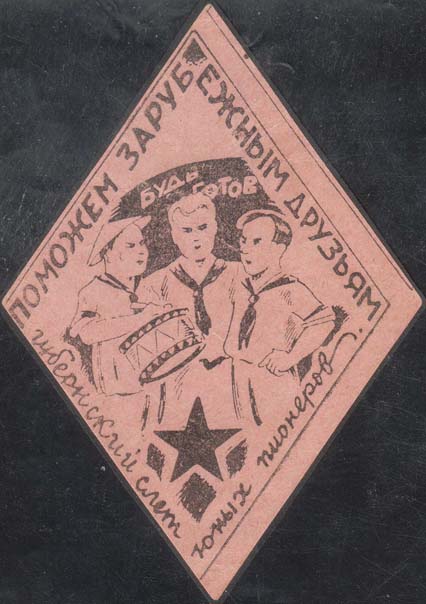 ПОМОЖЕМ ЗАРУБЕЖНЫМ ДРУЗЬЯМ
БУДЬ
ГОТОВ
губернский слет
юных пионеров.